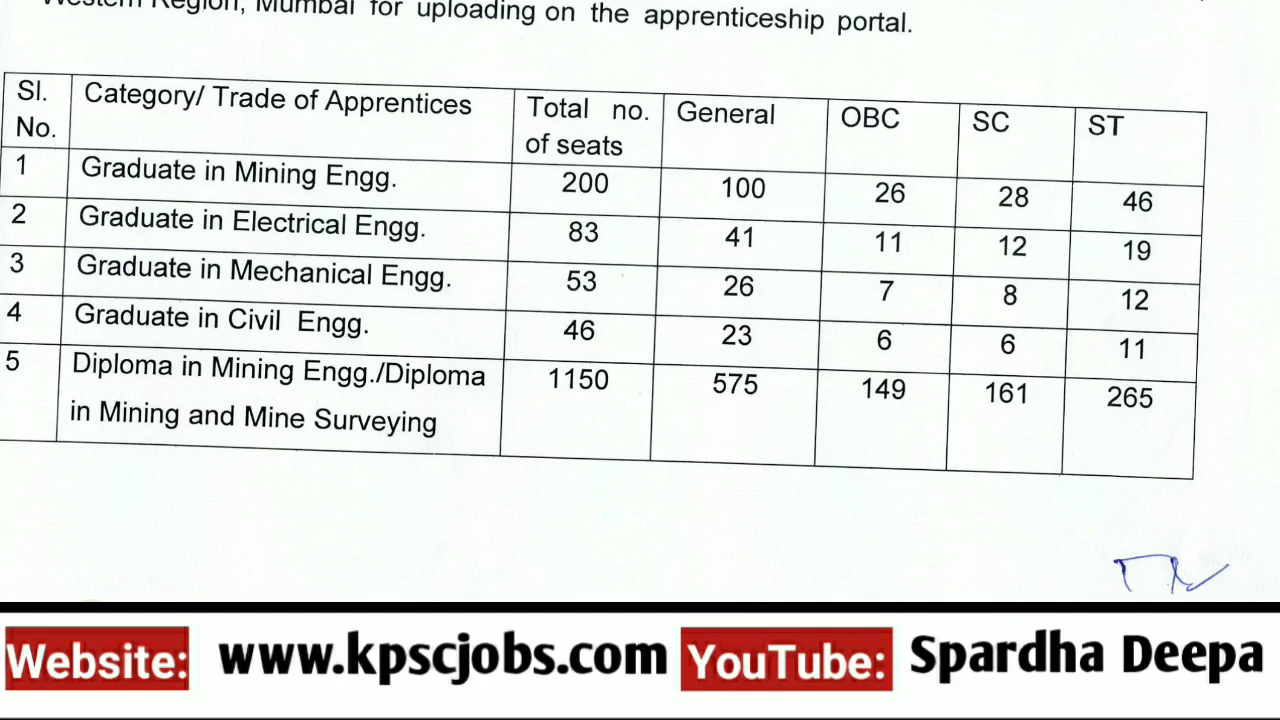 Western Region, Mumbai for uploading on the apprenticeship portal.
Sl. No. Category/ Trade of Apprentices Total no. of seats General OBC SC ST
1 Graduate in Mining Engg. 200 100 26 28 46
2 Graduate in Electrical Engg. 83 41 11 12 19
3 Graduate in Mechanical Engg. 53 26 7 8 12
4 Graduate in Civil Engg. 46 23 6 6 11
5 Diploma in Mining Engg./Diploma 1150 575 149 161 265
in Mining and Mine Surveying
Website: www.kpscjobs.com YouTube: Spardha Deepa